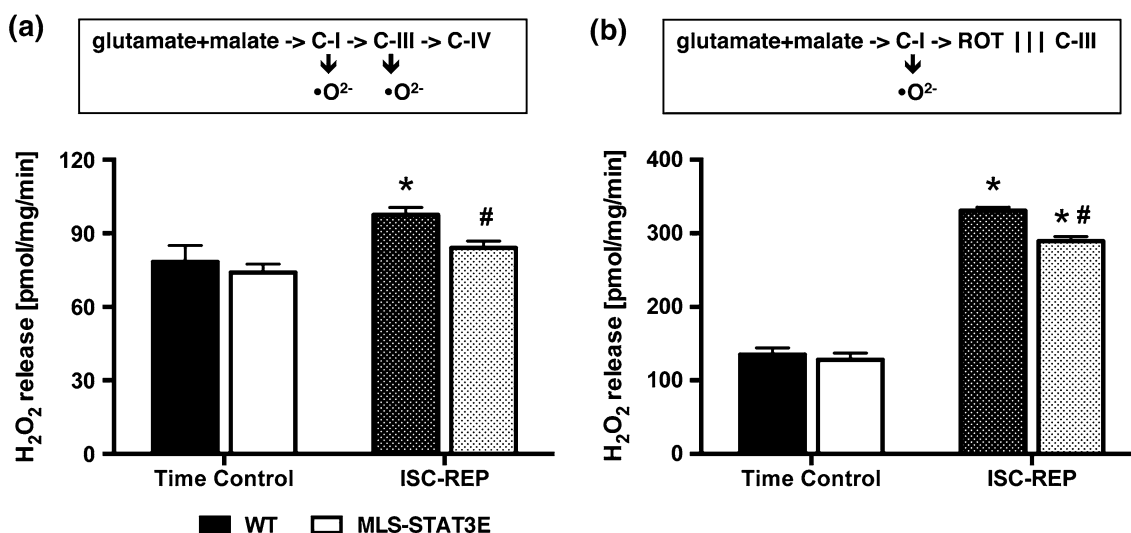 (a)
glutamate+malate -> C-I -> C-III -> C-IV
•O²⁻ •O²⁻
H₂O₂ release [pmol/mg/min]
120
90
60
30
0
*
#
Time Control ISC-REP
(b)
glutamate+malate -> C-I -> ROT ||| C-III
•O²⁻
H₂O₂ release [pmol/mg/min]
400
300
200
100
0
*
* #
Time Control ISC-REP
WT MLS-STAT3E